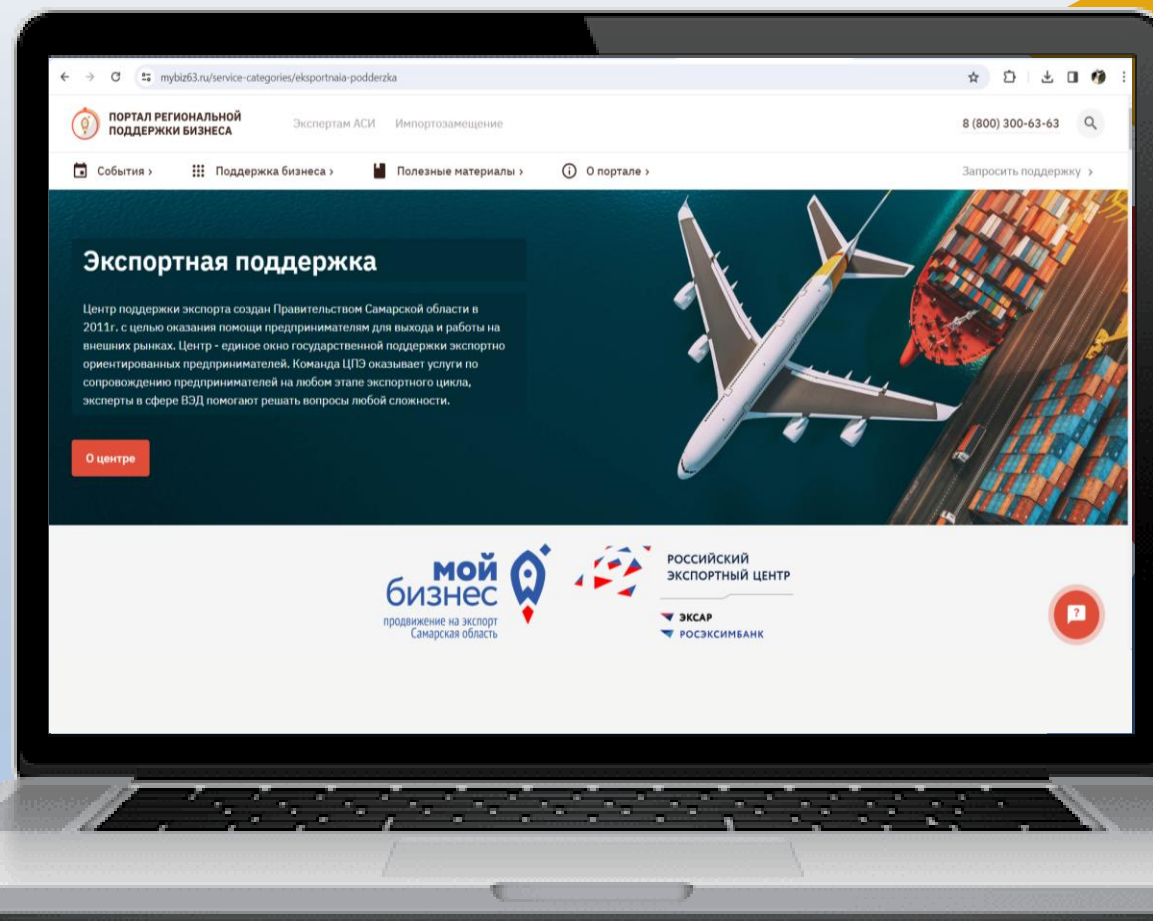 mybiz63.ru/service-categories/eksportnaia-podderzka
ПОРТАЛ РЕГИОНАЛЬНОЙ
ПОДДЕРЖКИ БИЗНЕСА
Экспертам АСИ
Импортозамещение
8 (800) 300-63-63
События ›
Поддержка бизнеса ›
Полезные материалы ›
О портале ›
Запросить поддержку ›
Экспортная поддержка
Центр поддержки экспорта создан Правительством Самарской области в
2011г. с целью оказания помощи предпринимателям для выхода и работы на
внешних рынках. Центр - единое окно государственной поддержки экспортно
ориентированных предпринимателей. Команда ЦПЭ оказывает услуги по
сопровождению предпринимателей на любом этапе экспортного цикла,
эксперты в сфере ВЭД помогают решать вопросы любой сложности.
О центре
мой
бизнес
продвижение на экспорт
Самарская область
РОССИЙСКИЙ
ЭКСПОРТНЫЙ ЦЕНТР
ЭКСАР
РОСЭКСИМБАНК
?